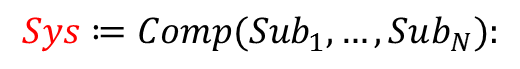 Sys ≔ Comp(Sub₁, … , Sub_N):